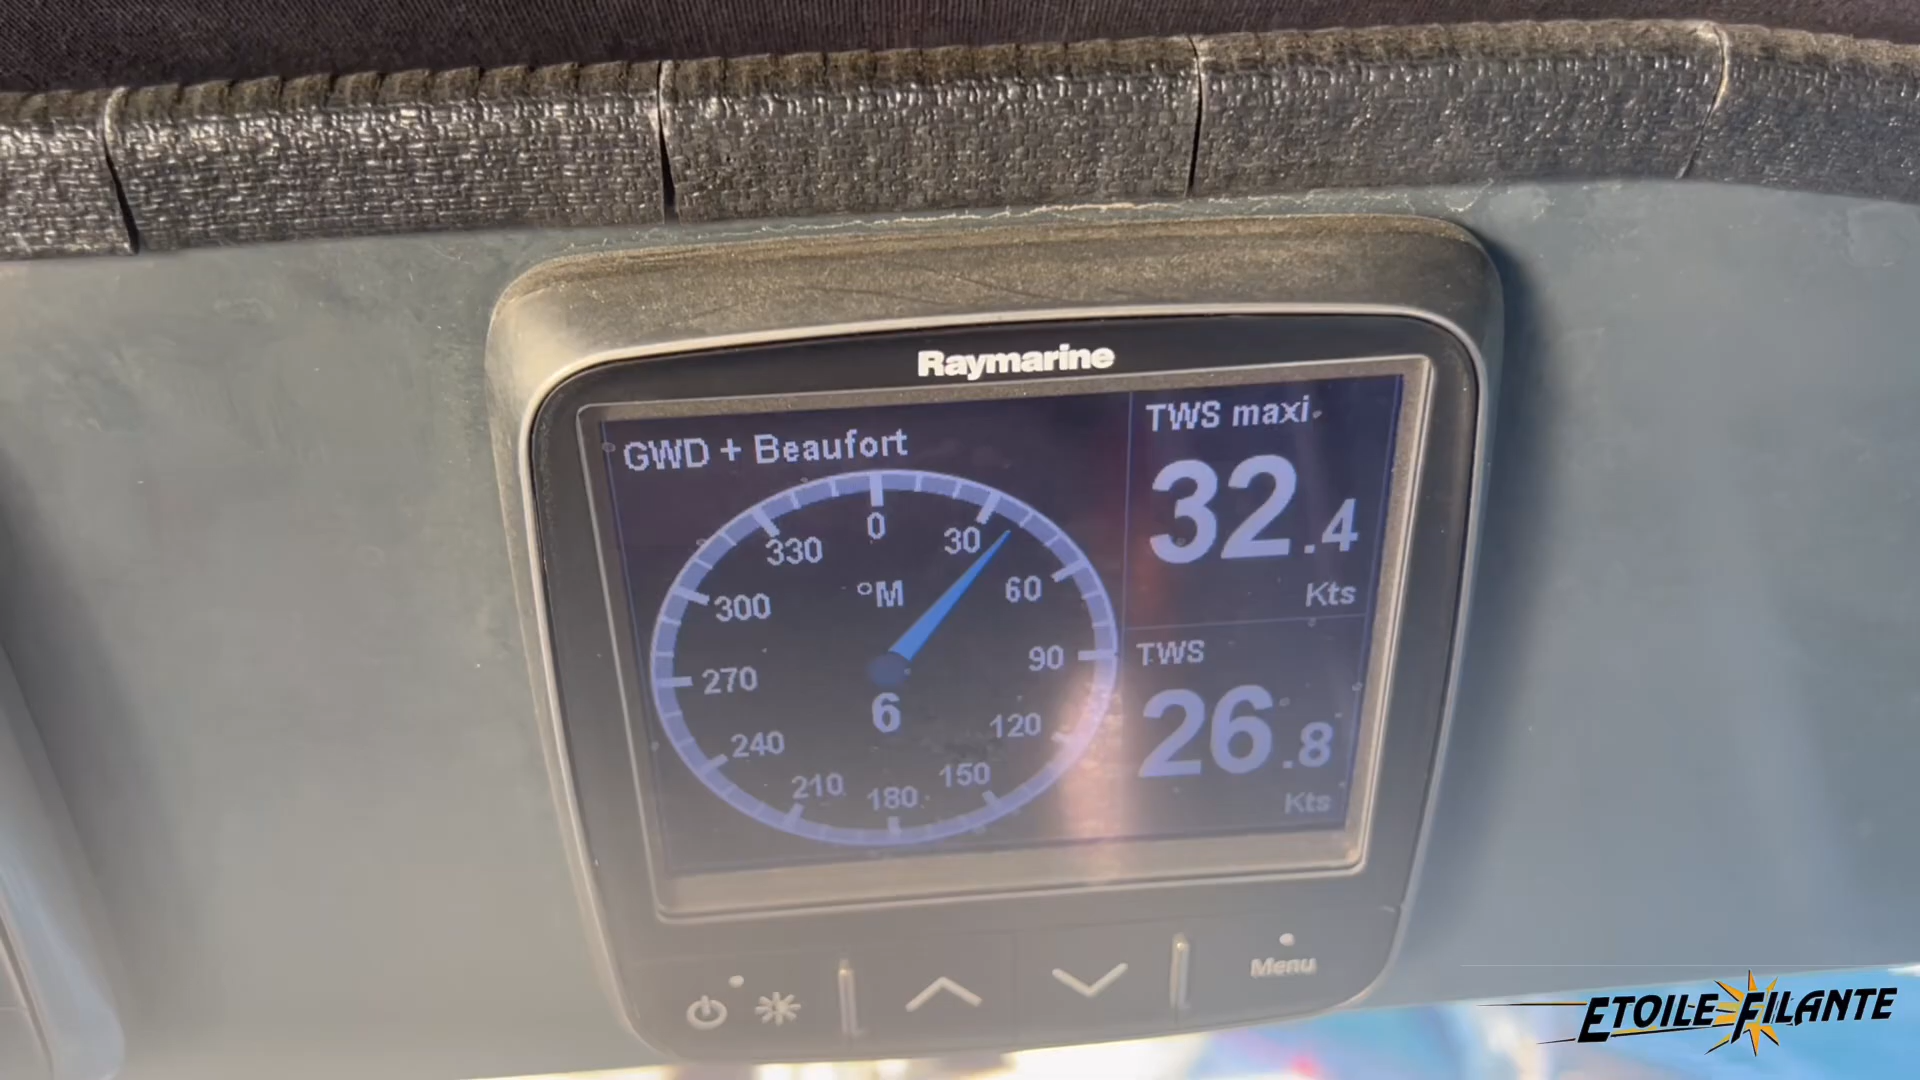 Raymarine
GWD + Beaufort
0
30
60
90
120
150
180
210
240
270
300
330
°M
6
TWS maxi
32.4
Kts
TWS
26.8
Kts
Menu
ETOILE FILANTE